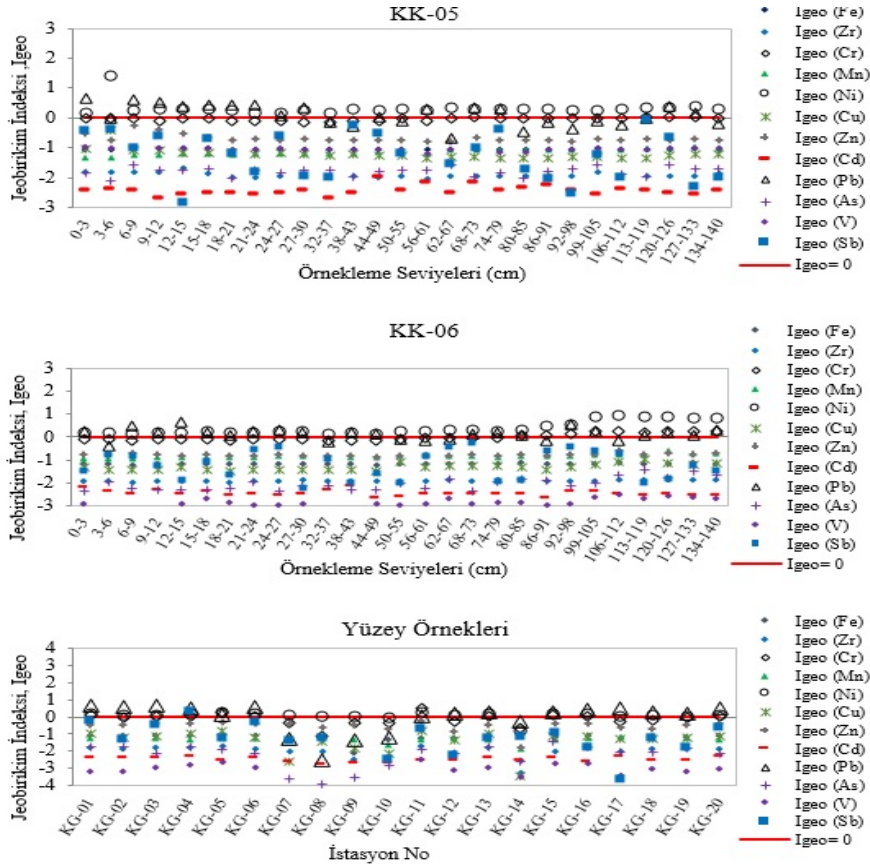 KK-05
Jeobirikim İndeksi ,Igeo
3
2
1
0
-1
-2
-3
0-3
3-6
6-9
9-12
12-15
15-18
18-21
21-24
24-27
27-30
32-37
38-43
44-49
50-55
56-61
62-67
68-73
74-79
80-85
86-91
92-98
99-105
106-112
113-119
120-126
127-133
134-140
Örnekleme Seviyeleri (cm)
Igeo (Fe)
Igeo (Zr)
Igeo (Cr)
Igeo (Mn)
Igeo (Ni)
Igeo (Cu)
Igeo (Zn)
Igeo (Cd)
Igeo (Pb)
Igeo (As)
Igeo (V)
Igeo (Sb)
Igeo= 0
KK-06
Jeobirikim İndeksi, Igeo
3
2
1
0
-1
-2
-3
0-3
3-6
6-9
9-12
12-15
15-18
18-21
21-24
24-27
27-30
32-37
38-43
44-49
50-55
56-61
62-67
68-73
74-79
80-85
86-91
92-98
99-105
106-112
113-119
120-126
127-133
134-140
Örnekleme Seviyeleri (cm)
Igeo (Fe)
Igeo (Zr)
Igeo (Cr)
Igeo (Mn)
Igeo (Ni)
Igeo (Cu)
Igeo (Zn)
Igeo (Cd)
Igeo (Pb)
Igeo (As)
Igeo (V)
Igeo (Sb)
Igeo= 0
Yüzey Örnekleri
Jeobirikim İndeksi, Igeo
4
3
2
1
0
-1
-2
-3
-4
KG-01
KG-02
KG-03
KG-04
KG-05
KG-06
KG-07
KG-08
KG-09
KG-10
KG-11
KG-12
KG-13
KG-14
KG-15
KG-16
KG-17
KG-18
KG-19
KG-20
İstasyon No
Igeo (Fe)
Igeo (Zr)
Igeo (Cr)
Igeo (Mn)
Igeo (Ni)
Igeo (Cu)
Igeo (Zn)
Igeo (Cd)
Igeo (Pb)
Igeo (As)
Igeo (V)
Igeo (Sb)
Igeo= 0